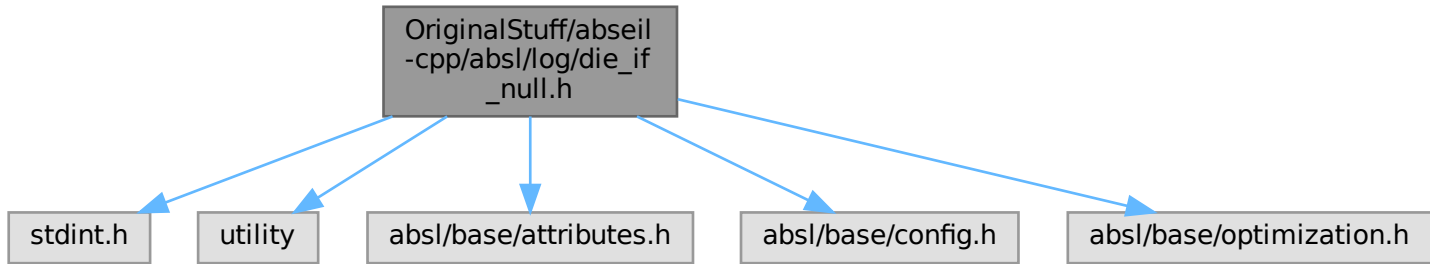 OriginalStuff/abseil
-cpp/absl/log/die_if
_null.h
stdint.h
utility
absl/base/attributes.h
absl/base/config.h
absl/base/optimization.h